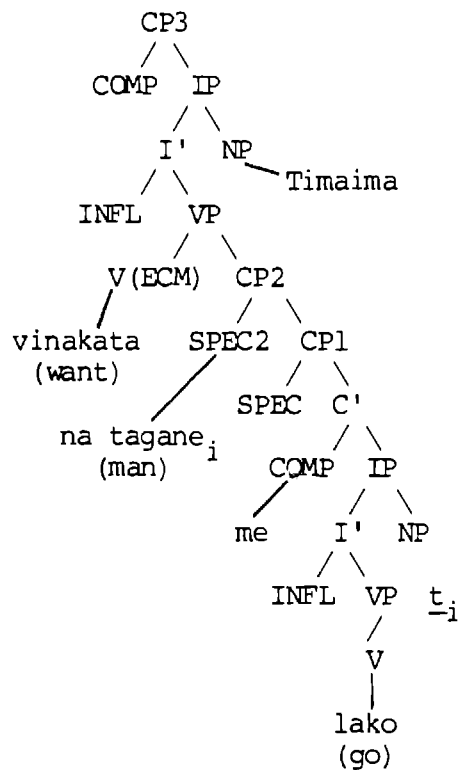 CP3
COMP IP
I' NP
Timaima
INFL VP
V(ECM) CP2
vinakata SPEC2 CP1
(want)
SPEC C'
na tagane i
(man) COMP IP
me I' NP
INFL VP t i
V
lako
(go)